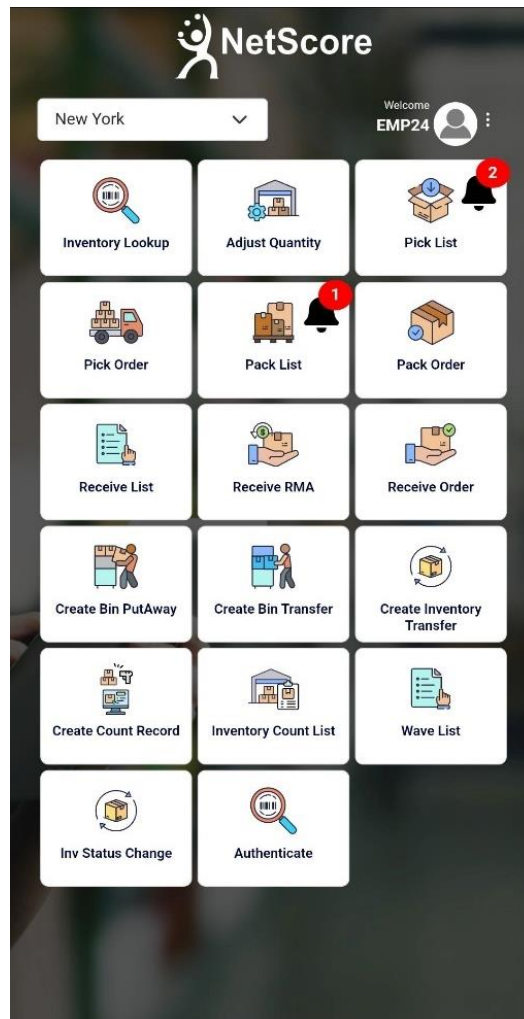 NetScore
New York
Welcome
EMP24
Inventory Lookup
Adjust Quantity
2
Pick List
Pick Order
1
Pack List
Pack Order
Receive List
Receive RMA
Receive Order
Create Bin PutAway
Create Bin Transfer
Create Inventory
Transfer
Create Count Record
Inventory Count List
Wave List
Inv Status Change
Authenticate